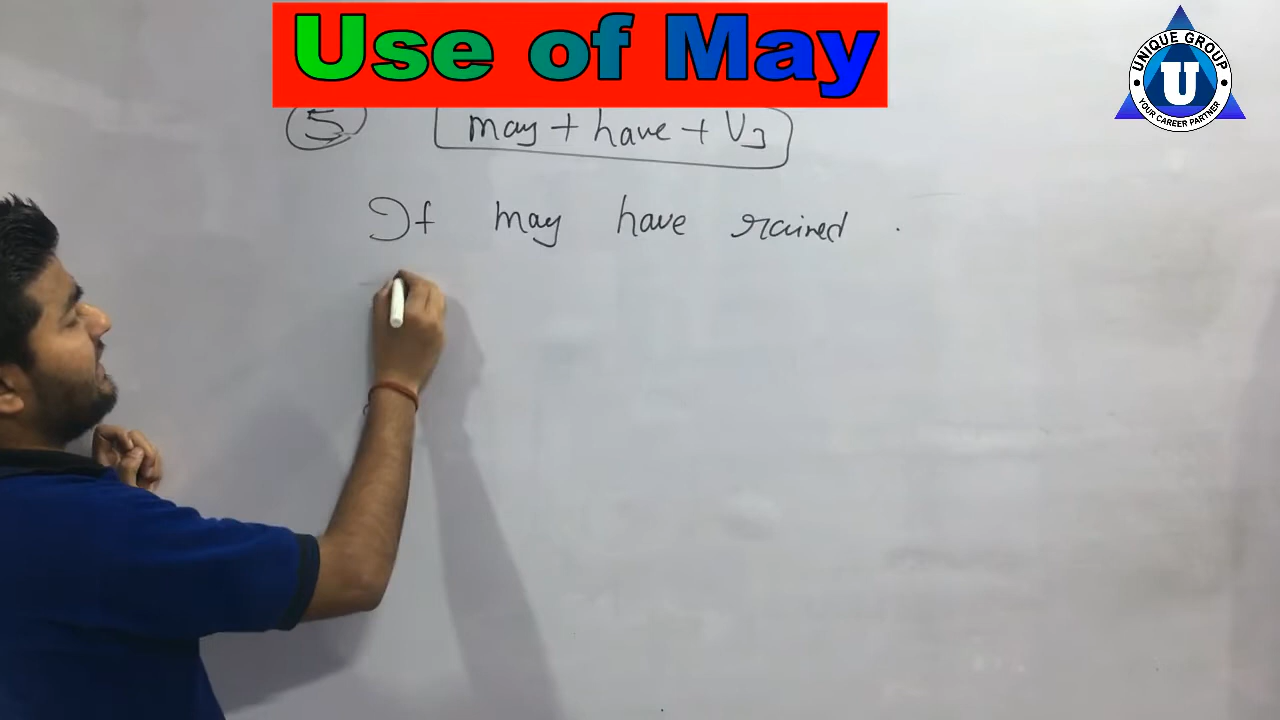 Use of May
UNIQUE GROUP
U
YOUR CAREER PARTNER
5 may + have + V3
It may have rained .